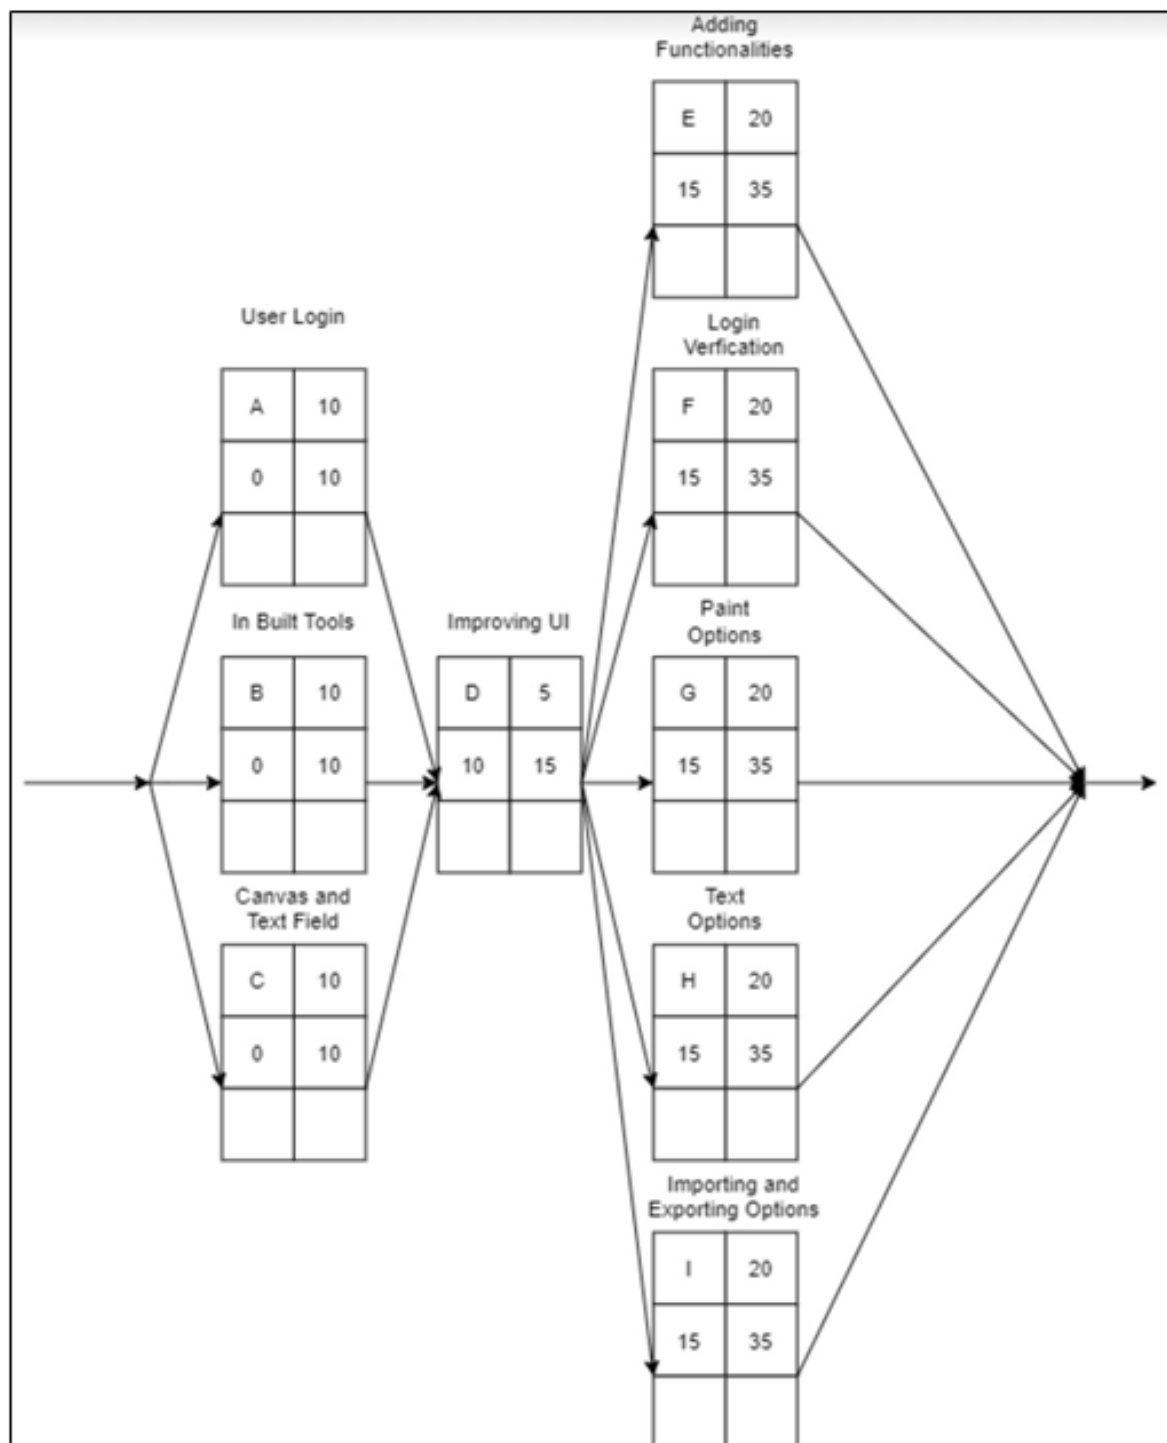 Adding
Functionalities
E 20
15 35
User Login
A 10
0 10
Login
Verfication
F 20
15 35
In Built Tools
B 10
0 10
Improving UI
D 5
10 15
Paint
Options
G 20
15 35
Canvas and
Text Field
C 10
0 10
Text
Options
H 20
15 35
Importing and
Exporting Options
I 20
15 35